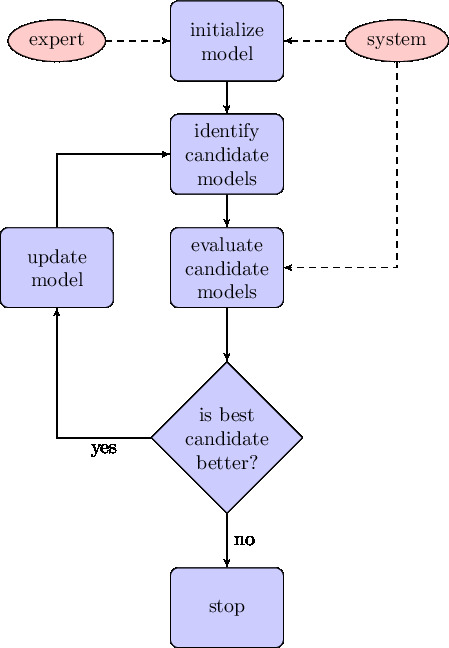 expert
initialize
model
system
identify
candidate
models
update
model
evaluate
candidate
models
is best
candidate
better?
yes
no
stop